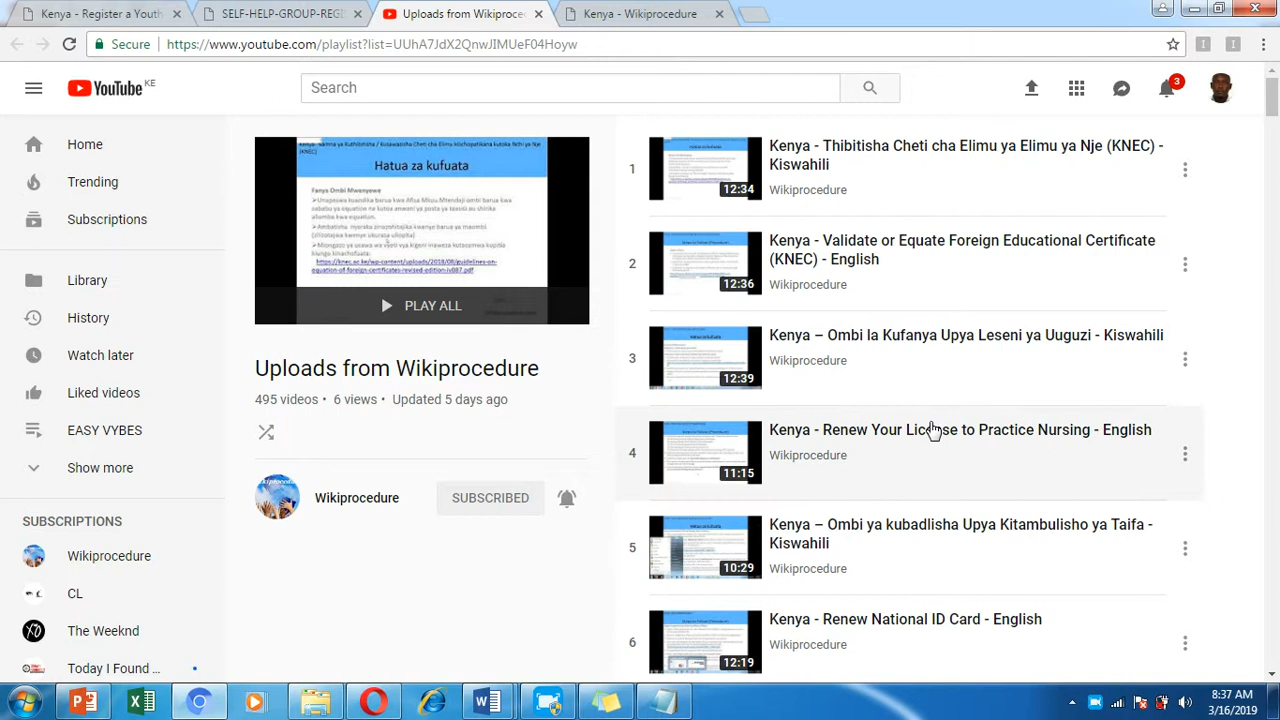 Kenya - Register Youth
SELF-HELP-GROUP-REGI
Uploads from Wikiproce
Kenya - Wikiprocedure
Secure
https://www.youtube.com/playlist?list=UUhA7JdX2QnwJIMUeF04Hoyw
YouTube KE
Search
3
Home
Trending
Subscriptions
History
Watch later
Liked videos
EASY VYBES
Show more
SUBSCRIPTIONS
Wikiprocedure
CL
Today I Found
Hatua za kufuata
Fanya Ombi Mwenyewe
PLAY ALL
Uploads from Wikiprocedure
6 views • Updated 5 days ago
Wikiprocedure
SUBSCRIBED
1
12:34
Kenya - Thibitisha Cheti cha Elimu ya Elimu ya Nje (KNEC) -
Kiswahili
Wikiprocedure
2
12:36
Kenya - Validate or Equate Foreign Educational Certificate
(KNEC) - English
Wikiprocedure
3
12:39
Kenya – Ombi la Kufanya Upya Leseni ya Uuguzi - Kiswahili
Wikiprocedure
4
11:15
Kenya - Renew Your License to Practice Nursing - English
Wikiprocedure
5
10:29
Kenya – Ombi ya kubadlisha Upya Kitambulisho ya Taifa -
Kiswahili
Wikiprocedure
6
12:19
Kenya - Renew National ID Card - English
Wikiprocedure
8:37 AM
3/16/2019